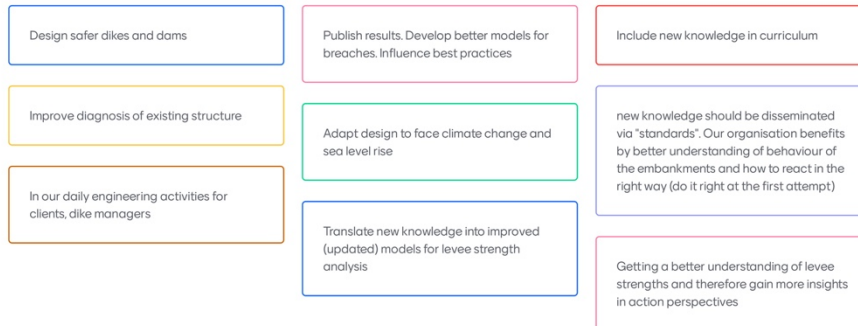 Design safer dikes and dams
Improve diagnosis of existing structure
In our daily engineering activities for
clients, dike managers
Publish results. Develop better models for
breaches. Influence best practices
Adapt design to face climate change and
sea level rise
Translate new knowledge into improved
(updated) models for levee strength
analysis
Include new knowledge in curriculum
new knowledge should be disseminated
via "standards". Our organisation benefits
by better understanding of behaviour of
the embankments and how to react in the
right way (do it right at the first attempt)
Getting a better understanding of levee
strengths and therefore gain more insights
in action perspectives